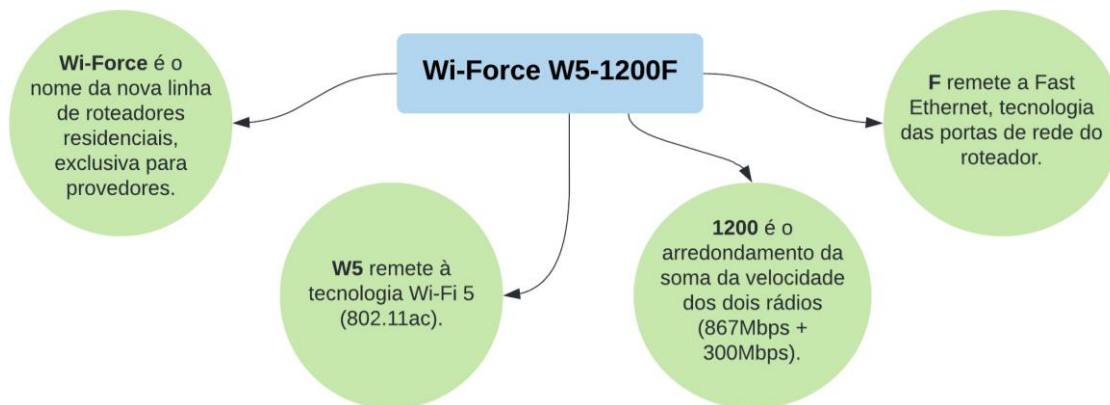 Wi-Force W5-1200F
Wi-Force é o
nome da nova linha
de roteadores
residenciais,
exclusiva para
provedores.
W5 remete à
tecnologia Wi-Fi 5
(802.11ac).
1200 é o
arredondamento da
soma da velocidade
dos dois rádios
(867Mbps +
300Mbps).
F remete a Fast
Ethernet, tecnologia
das portas de rede do
roteador.